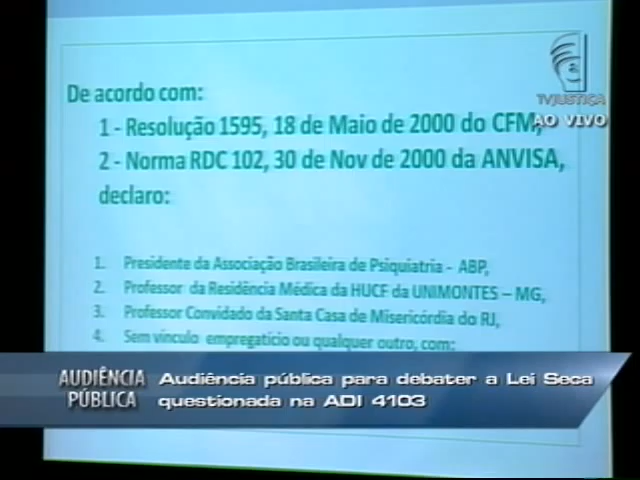 De acordo com:
1 - Resolução 1595, 18 de Maio de 2000 do CFM,
2 - Norma RDC 102, 30 de Nov de 2000 da ANVISA,
declaro:
1. Presidente da Associação Brasileira de Psiquiatria - ABP,
2. Professor da Residência Médica da HUCF da UNIMONTES – MG,
3. Professor Convidado da Santa Casa de Misericórdia do RJ,
4. Sem vínculo empregatício ou qualquer outro, com:
TV JUSTIÇA
AO VIVO
AUDIÊNCIA
PÚBLICA
Audiência pública para debater a Lei Seca
questionada na ADI 4103